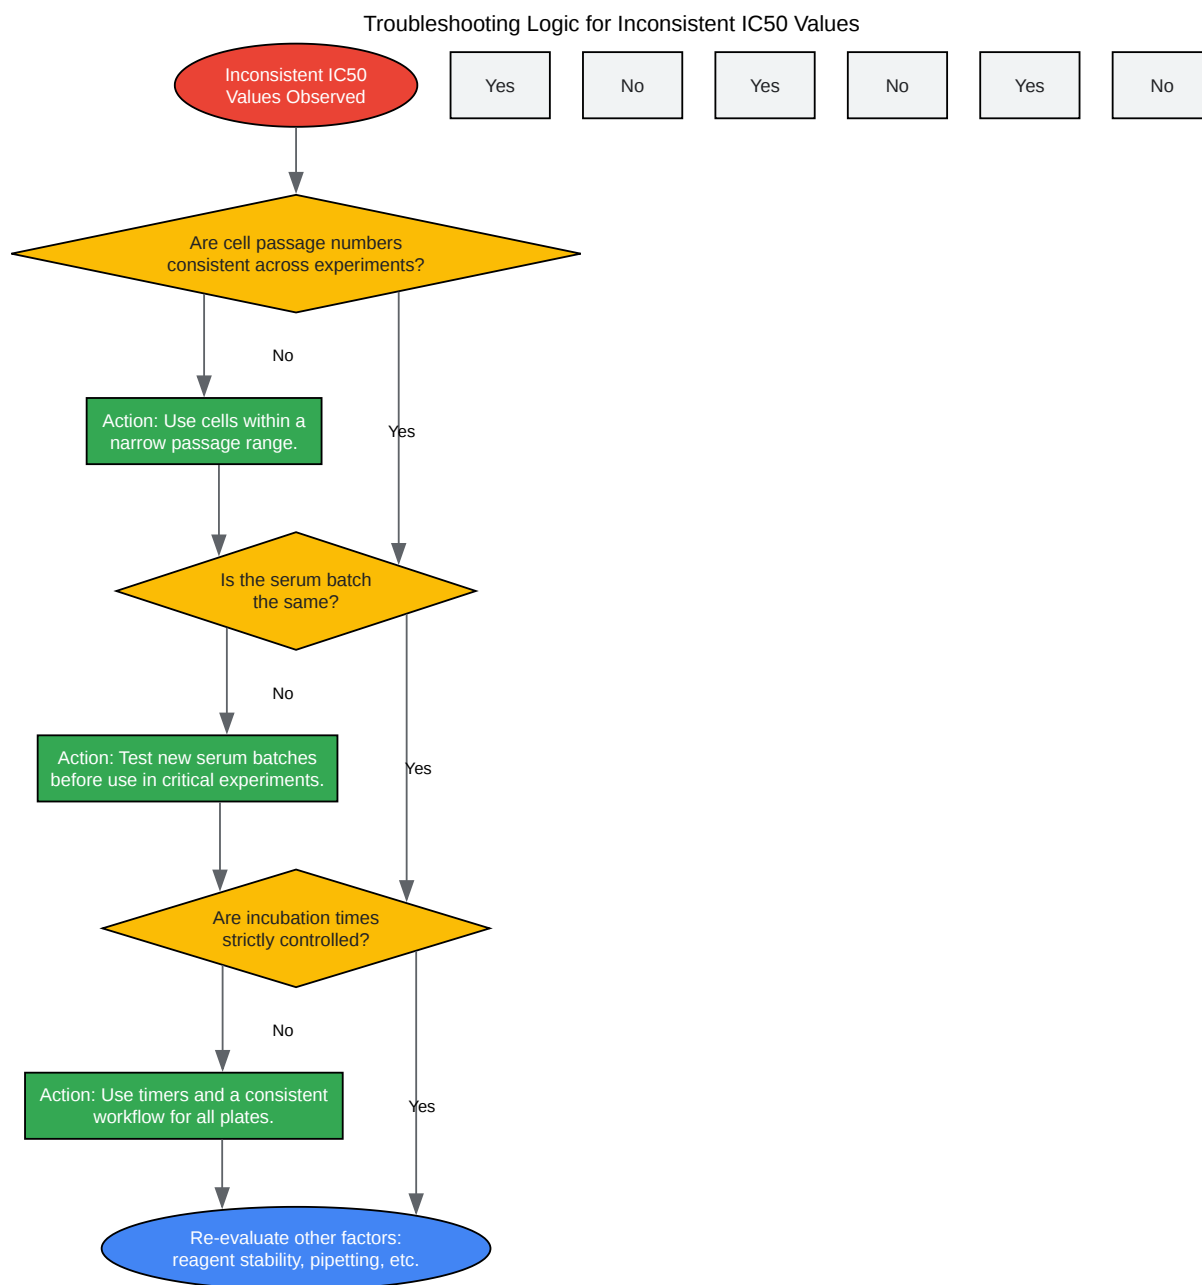 Troubleshooting Logic for Inconsistent IC50 Values
Inconsistent IC50
Values Observed
Yes
No
Yes
No
Yes
No
Are cell passage numbers
consistent across experiments?
No
Action: Use cells within a
narrow passage range.
Yes
Is the serum batch
the same?
No
Action: Test new serum batches
before use in critical experiments.
Yes
Are incubation times
strictly controlled?
No
Action: Use timers and a consistent
workflow for all plates.
Yes
Re-evaluate other factors:
reagent stability, pipetting, etc.